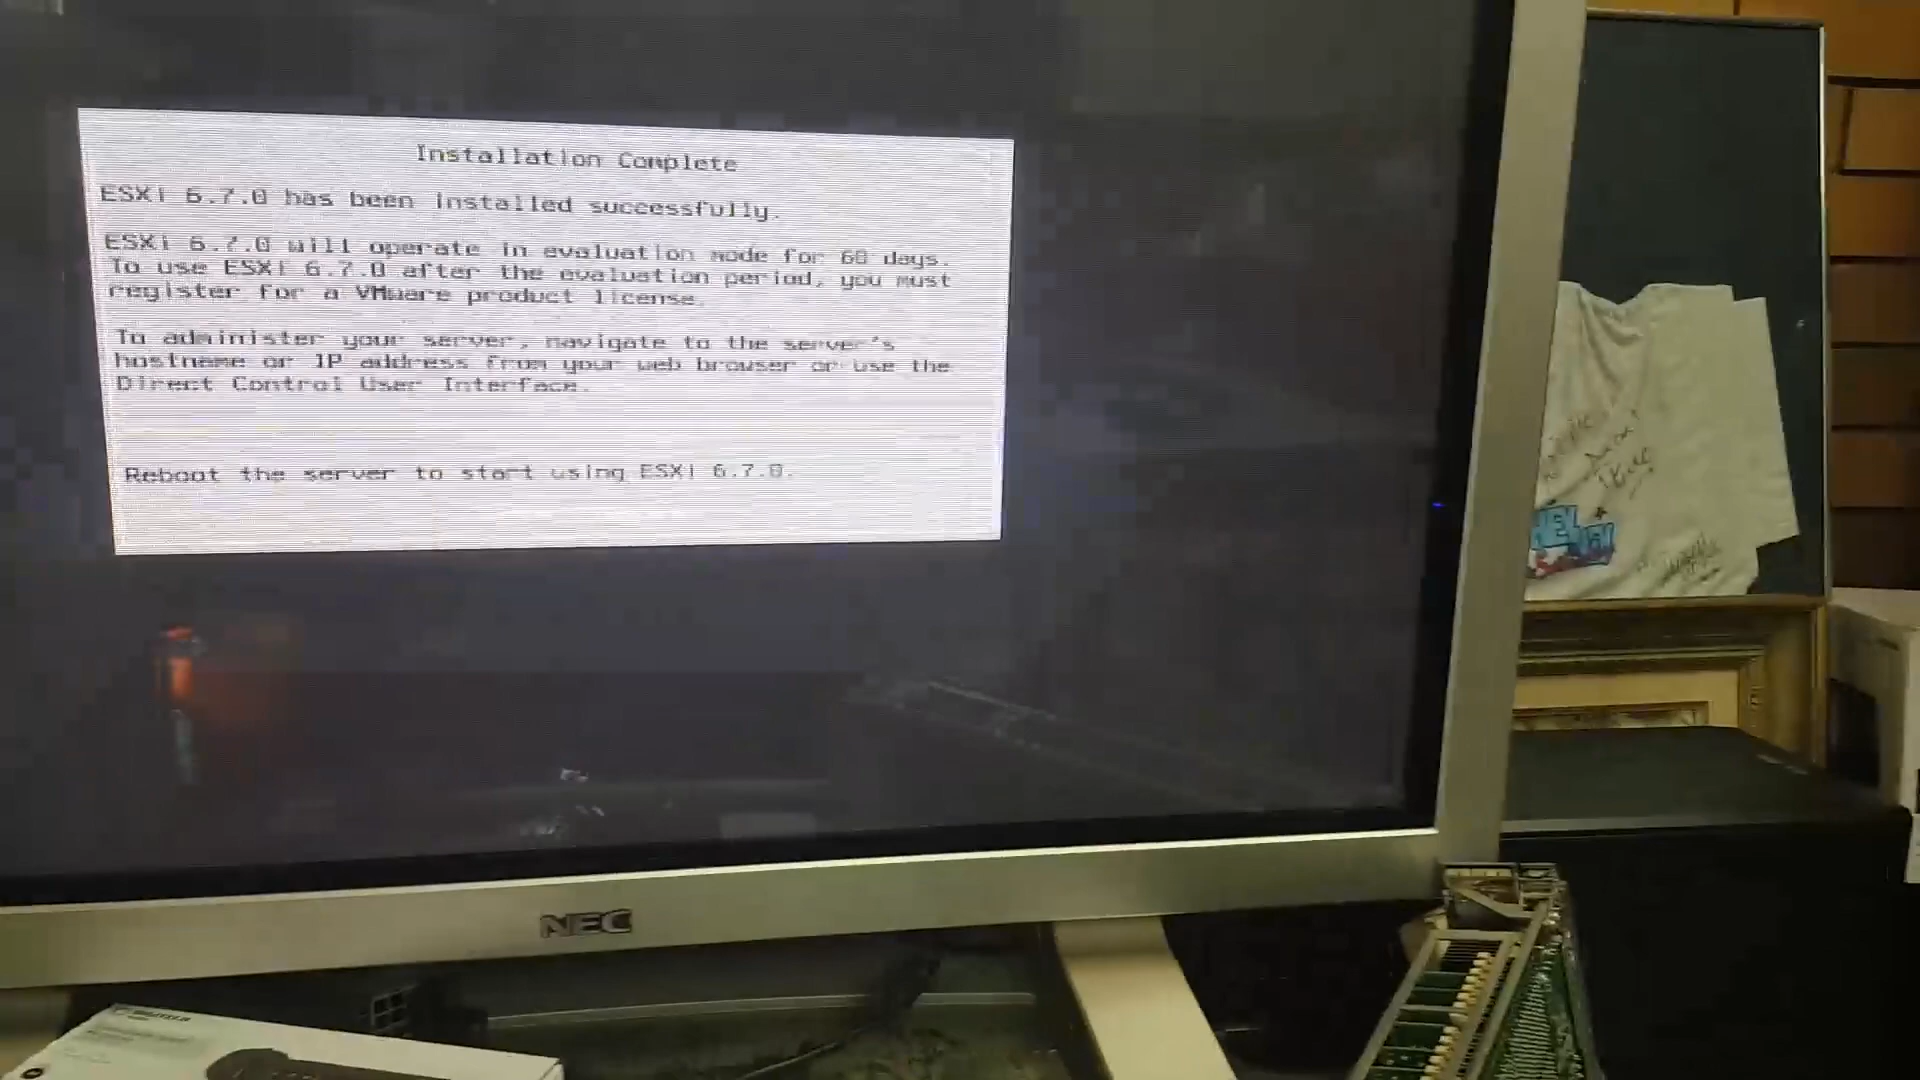 Installation Complete
ESXi 6.7.0 has been installed successfully.
ESXi 6.7.0 will operate in evaluation mode for 60 days.
To use ESXi 6.7.0 after the evaluation period, you must
register for a VMware product license.
To administer your server, navigate to the server's
hostname or IP address from your web browser or use the
Direct Control User Interface.
Reboot the server to start using ESXi 6.7.0.
NEC